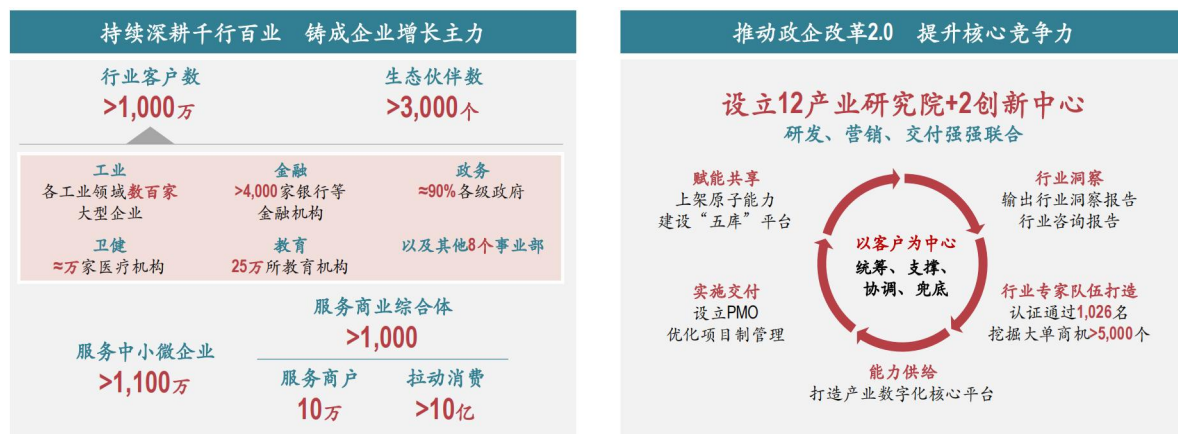 持续深耕千行百业 铸成企业增长主力
行业客户数
>1,000万
生态伙伴数
>3,000个
工业
各工业领域数百家
大型企业
金融
>4,000家银行等
金融机构
政务
≈90%各级政府
卫健
≈万家医疗机构
教育
25万所教育机构
以及其他8个事业部
服务中小微企业
>1,100万
服务商业综合体
>1,000
服务商户
10万
拉动消费
>10亿
推动政企改革2.0 提升核心竞争力
设立12产业研究院+2创新中心
研发、营销、交付强强联合
赋能共享
上架原子能力
建设“五库”平台
行业洞察
输出行业洞察报告
行业咨询报告
以客户为中心
统筹、支撑、
协调、兜底
实施交付
设立PMO
优化项目制管理
行业专家队伍打造
认证通过1,026名
挖掘大单商机>5,000个
能力供给
打造产业数字化核心平台